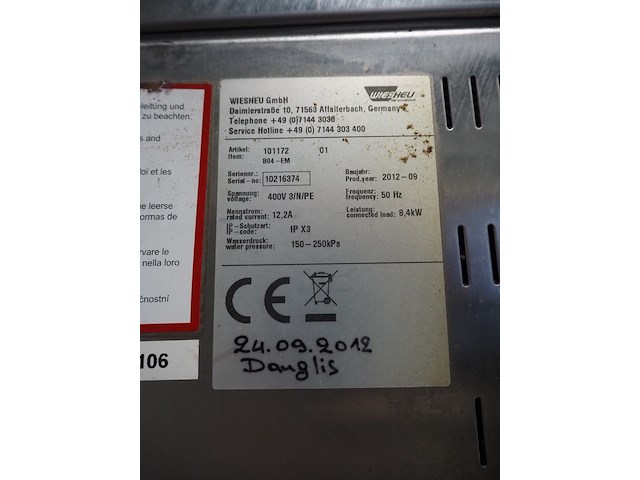 WIESHEU GmbH
Daimlerstraße 10, 71563 Affalterbach, Germany
Telephone +49 (0)7144 3030
Service Hotline +49 (0) 7144 303 400
WIESHEU
Artikel: 101172 01
Item: B04-EM
Seriennr.: Baujahr:
Serial-no: 10216374 Prod.year: 2012-09
Spannung: Frequenz:
voltage: 400V 3/N/PE frequency: 50 Hz
Nennstrom: Leistung:
rated current: 12,2A connected load: 8,4kW
IP-Schutzart
IP-code: IP X3
Wasserdruck:
water pressure: 150-250kPa
CE
24.09.2012
Danglis
leitung und
zu beachten.
s and
loi et les
e leerse
ormas de
rvare le
nella loro
čnostní
106